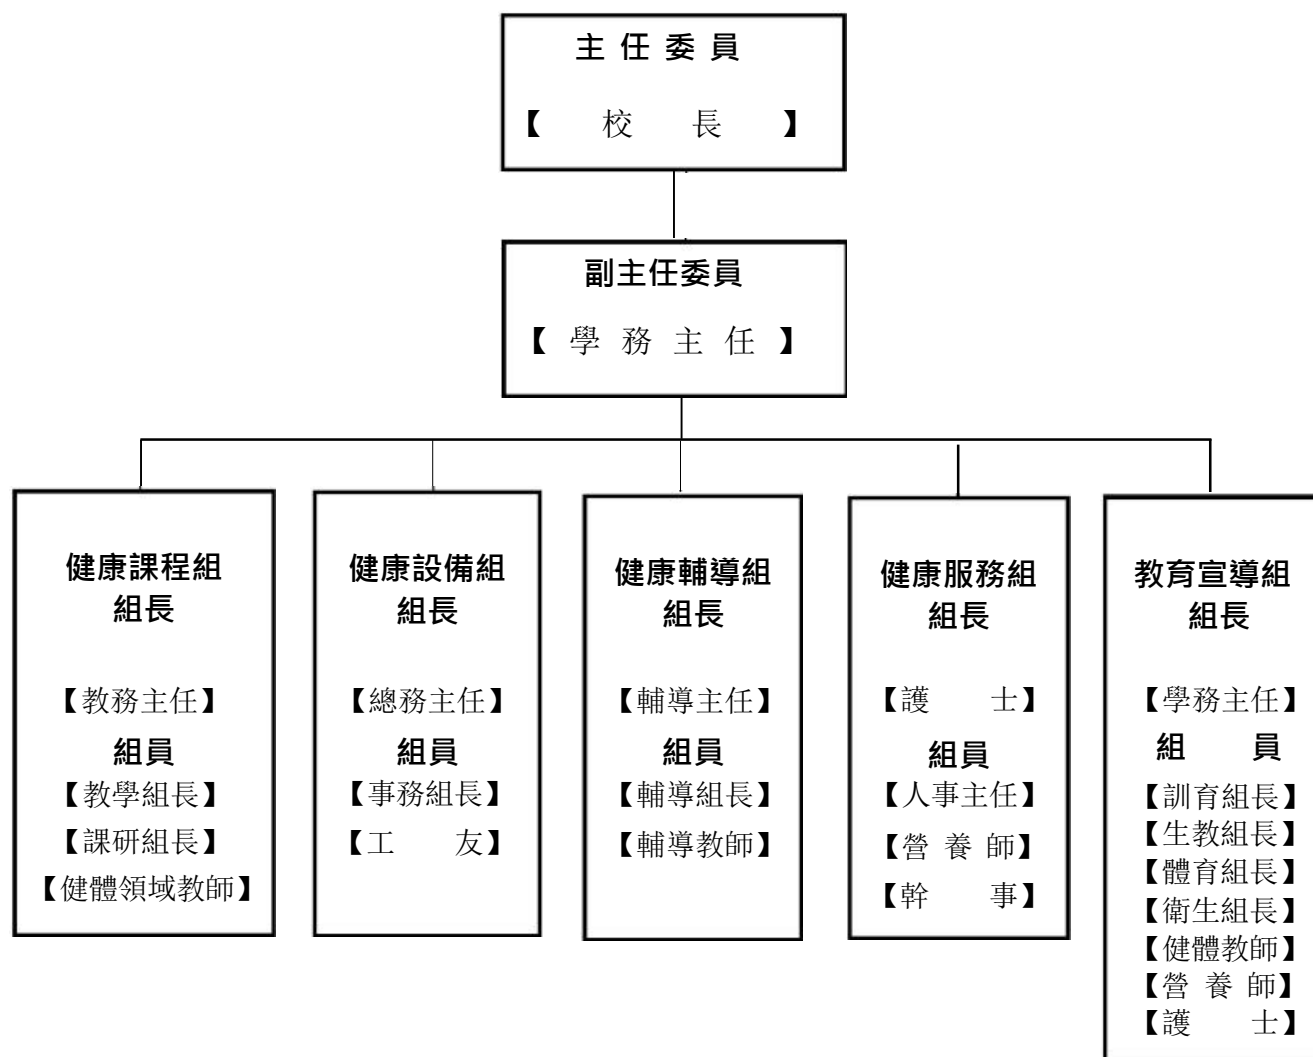 主任委員
【校長】
副主任委員
【學務主任】
健康課程組
組長
【教務主任】
組員
【教學組長】
【課研組長】
【健體領域教師】
健康設備組
組長
【總務主任】
組員
【事務組長】
【工友】
健康輔導組
組長
【輔導主任】
組員
【輔導組長】
【輔導教師】
健康服務組
組長
【護士】
組員
【人事主任】
【營養師】
【幹事】
教育宣導組
組長
【學務主任】
組員
【訓育組長】
【生教組長】
【體育組長】
【衛生組長】
【健體教師】
【營養師】
【護士】